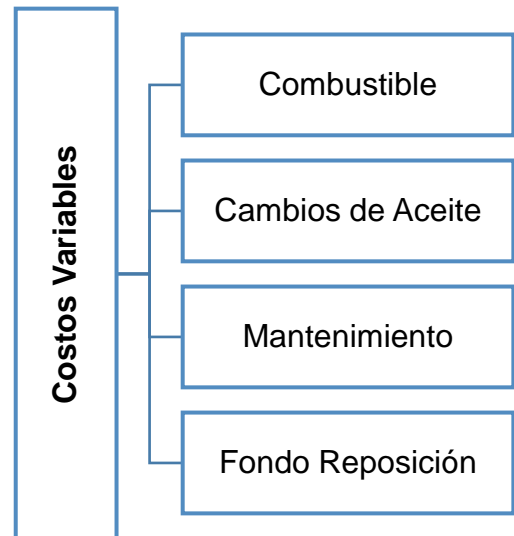 Costos Variables
Combustible
Cambios de Aceite
Mantenimiento
Fondo Reposición